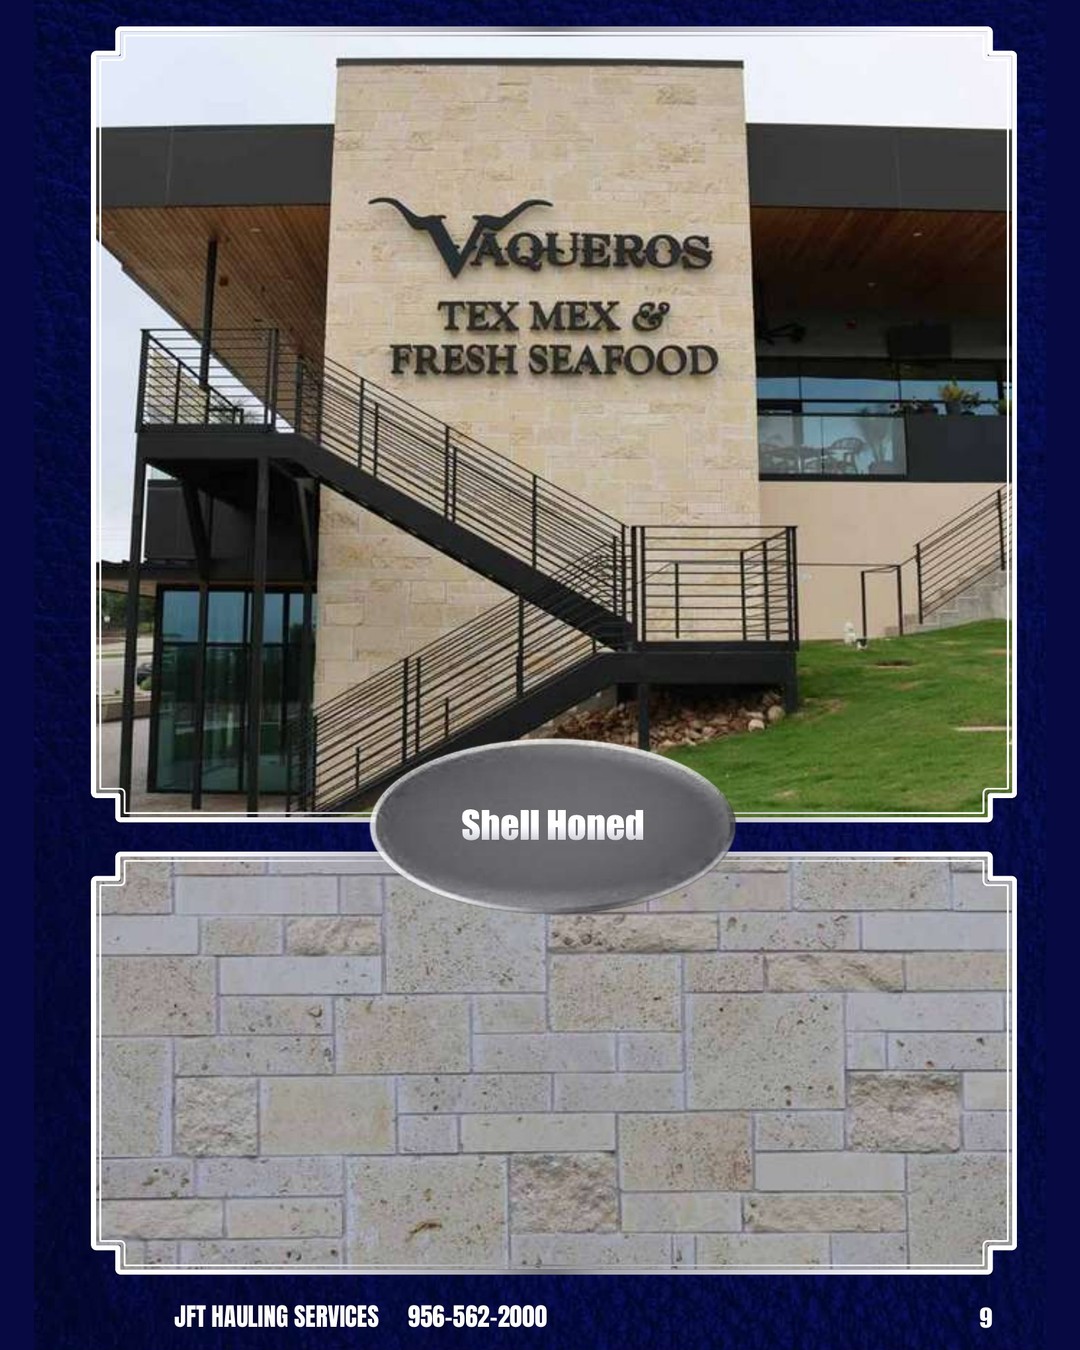 VAQUEROS
TEX MEX &
FRESH SEAFOOD
Shell Honed
JFT HAULING SERVICES 956-562-2000
9